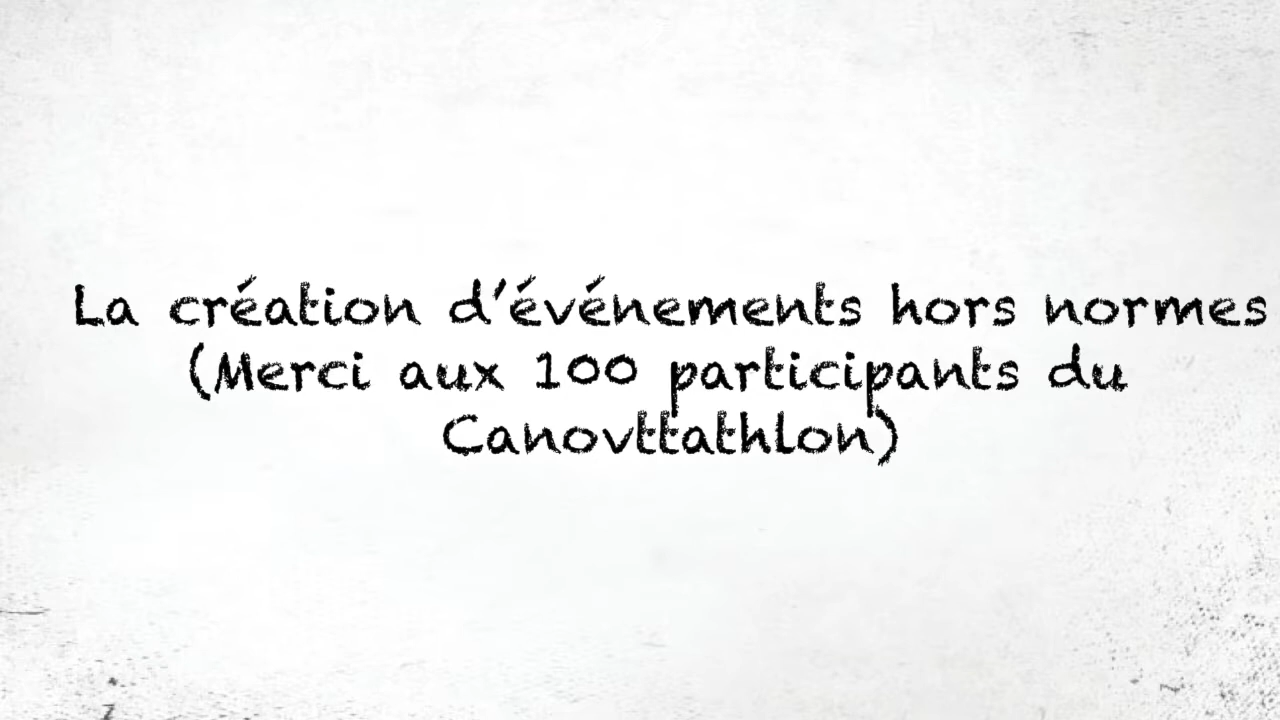 La création d’événements hors normes
(Merci aux 100 participants du
Canovttathlon)